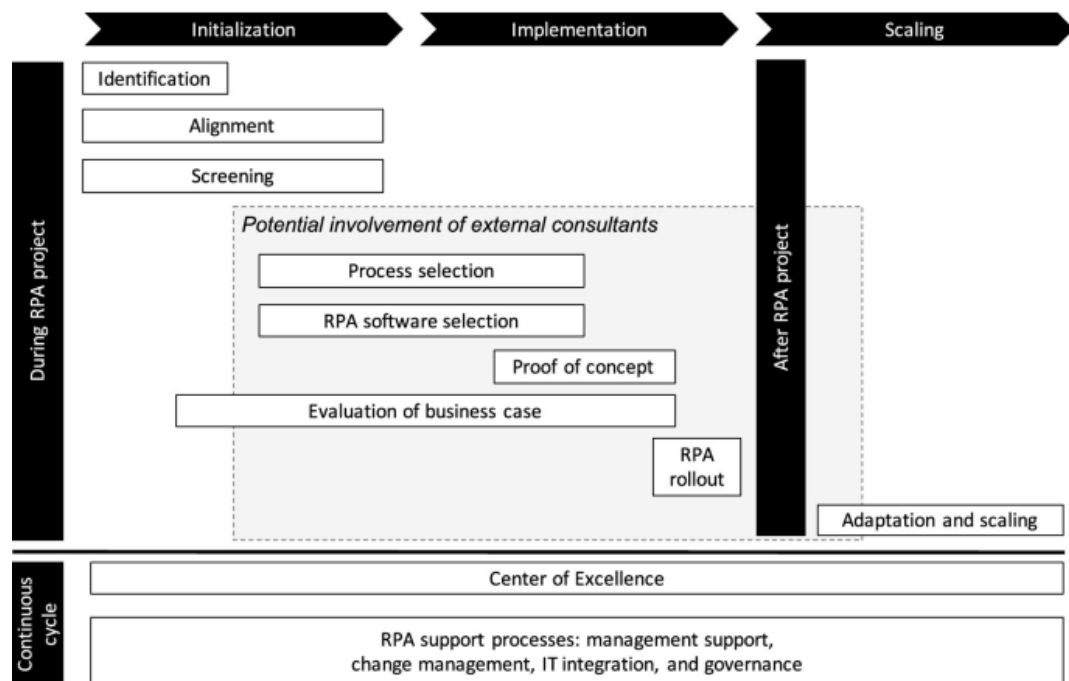 Initialization
Implementation
Scaling
During RPA project
Identification
Alignment
Screening
Potential involvement of external consultants
Process selection
RPA software selection
Proof of concept
Evaluation of business case
RPA
rollout
After RPA project
Adaptation and scaling
Continuous
cycle
Center of Excellence
RPA support processes: management support,
change management, IT integration, and governance